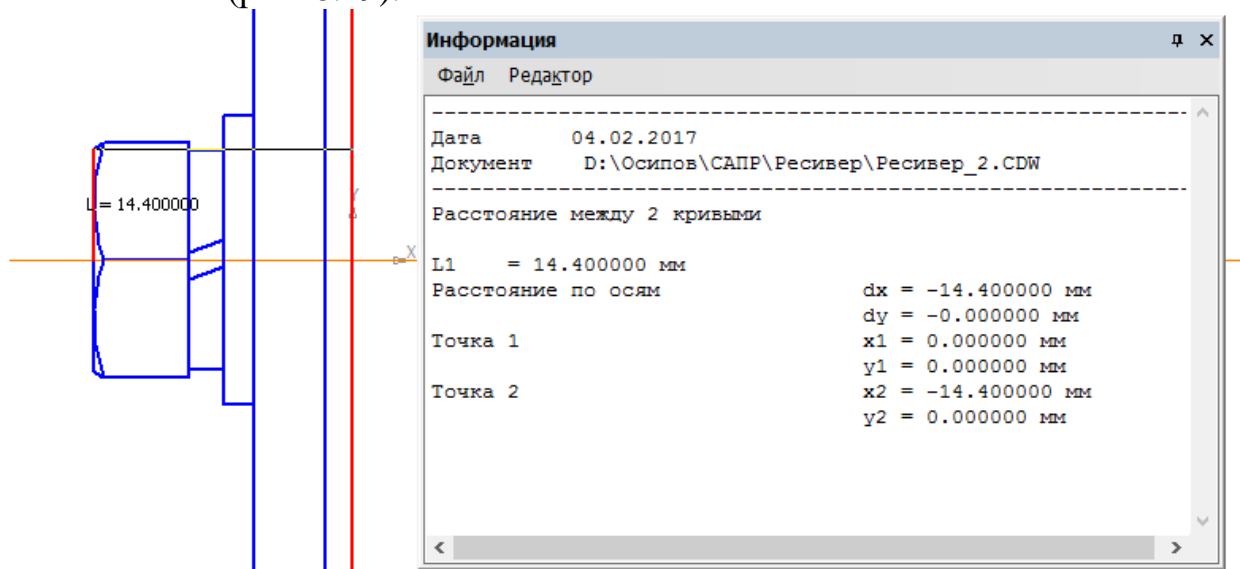 L = 14.400000
Y
X
Информация
Файл Редактор
Дата 04.02.2017
Документ D:\Осипов\САПР\Ресивер\Ресивер_2.CDW
Расстояние между 2 кривыми
L1 = 14.400000 мм
Расстояние по осям dx = -14.400000 мм
dy = -0.000000 мм
Точка 1 x1 = 0.000000 мм
y1 = 0.000000 мм
Точка 2 x2 = -14.400000 мм
y2 = 0.000000 мм